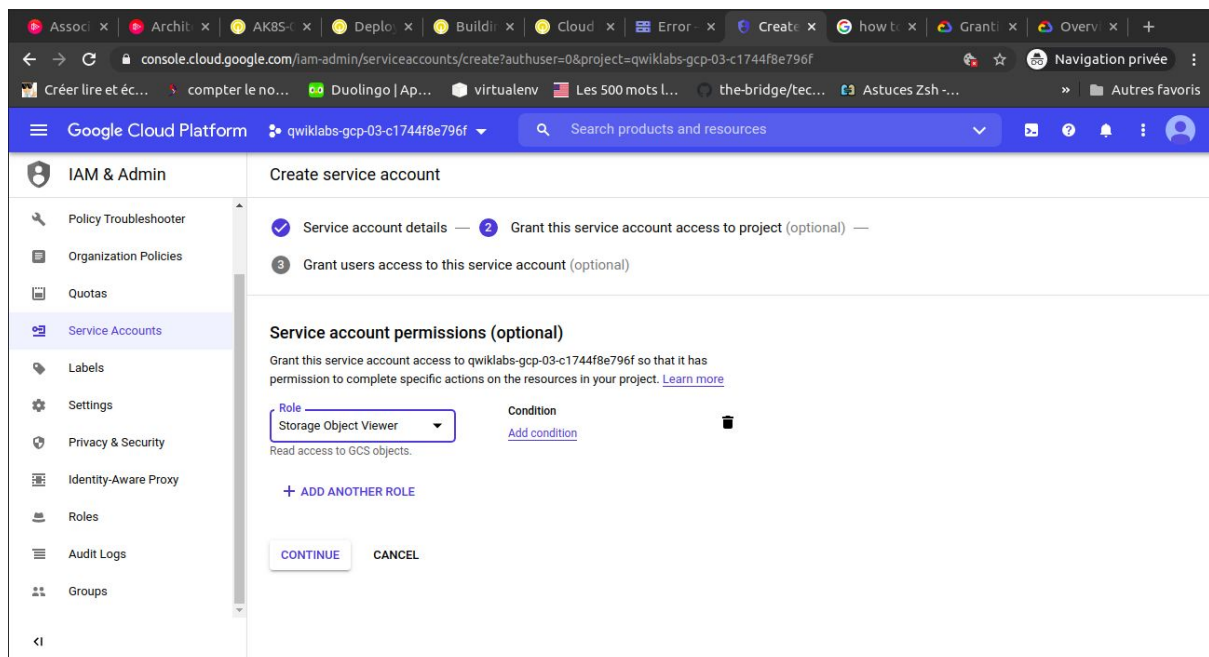 Associ
Archit
AK8S-0
Deploy
Buildin
Cloud
Error -
Create
how to
Granti
Overvi
console.cloud.google.com/iam-admin/serviceaccounts/create?authuser=0&project=qwiklabs-gcp-03-c1744f8e796f
Navigation privée
Créer lire et éc...
compter le no...
Duolingo | Ap...
virtualenv
Les 500 mots l...
the-bridge/tec...
Astuces Zsh -...
»
Autres favoris
Google Cloud Platform
qwiklabs-gcp-03-c1744f8e796f
Search products and resources
IAM & Admin
Create service account
Policy Troubleshooter
Organization Policies
Quotas
Service Accounts
Labels
Settings
Privacy & Security
Identity-Aware Proxy
Roles
Audit Logs
Groups
Service account details — 2 Grant this service account access to project (optional) —
3 Grant users access to this service account (optional)
Service account permissions (optional)
Grant this service account access to qwiklabs-gcp-03-c1744f8e796f so that it has
permission to complete specific actions on the resources in your project. Learn more
Role
Storage Object Viewer
Condition
Add condition
Read access to GCS objects.
+ ADD ANOTHER ROLE
CONTINUE
CANCEL